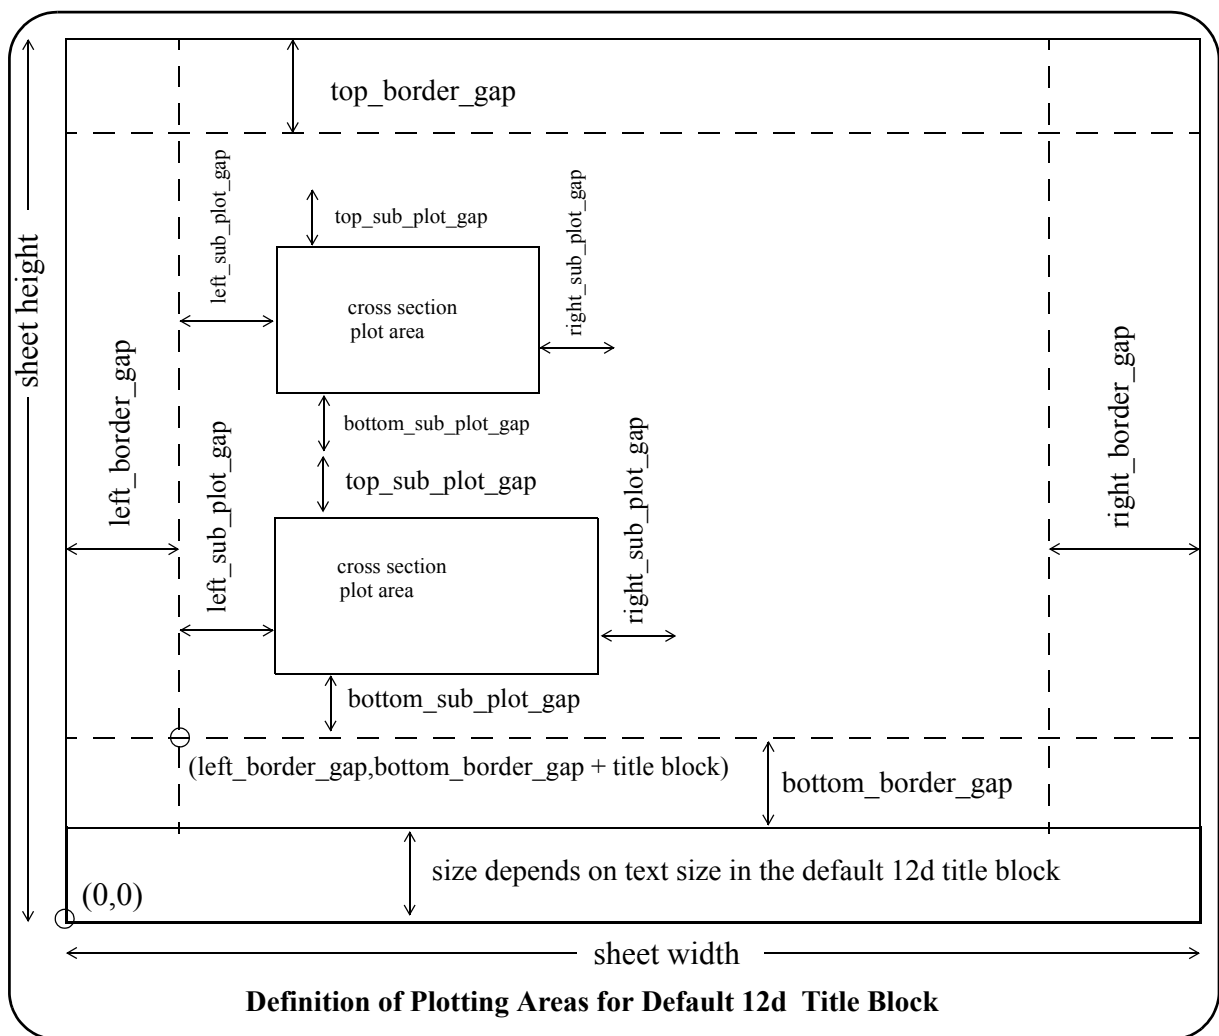 top_border_gap
left_sub_plot_gap
top_sub_plot_gap
right_sub_plot_gap
sheet height
cross section
plot area
left_border_gap
right_border_gap
bottom_sub_plot_gap
top_sub_plot_gap
left_sub_plot_gap
right_sub_plot_gap
cross section
plot area
bottom_sub_plot_gap
(left_border_gap,bottom_border_gap + title block)
bottom_border_gap
size depends on text size in the default 12d title block
(0,0)
sheet width
Definition of Plotting Areas for Default 12d Title Block